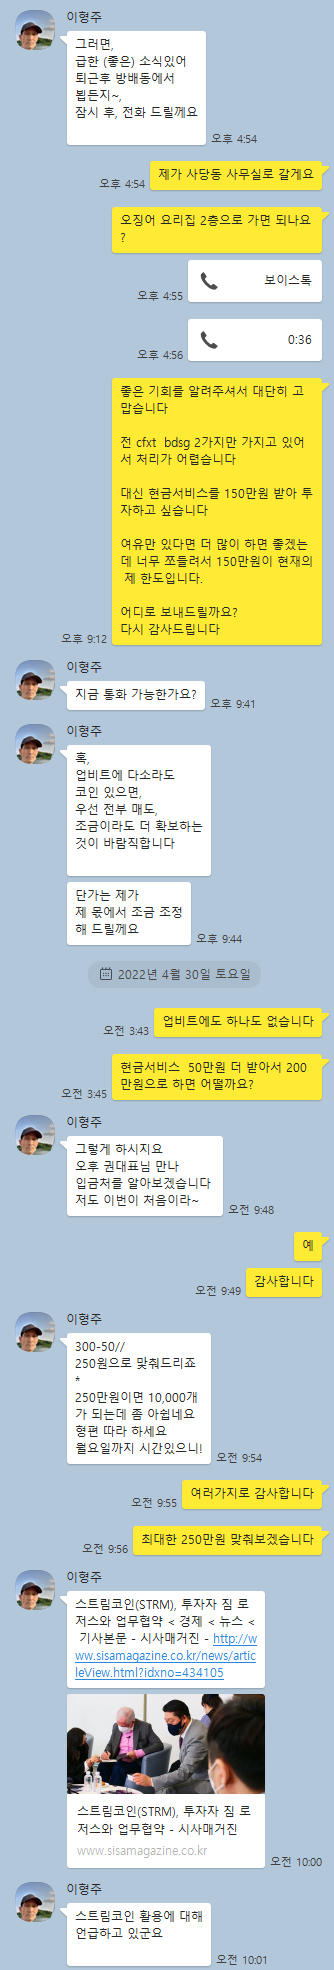 이형주
그러면,
급한 (좋은) 소식있어
퇴근후 방배동에서
뵙든지~,
잠시 후, 전화 드릴께요
오후 4:54
제가 사당동 사무실로 갈게요
오후 4:54
오징어 요리집 2층으로 가면 되나요
?
보이스톡
오후 4:55
0:36
오후 4:56
좋은 기회를 알려주셔서 대단히 고
맙습니다
전 cfxt  bdsg 2가지만 가지고 있어
서 처리가 어렵습니다
대신 현금서비스를 150만원 받아 투
자하고 싶습니다
여유만 있다면 더 많이 하면 좋겠는
데 너무 쪼들려서 150만원이 현재의
제 한도입니다.
어디로 보내드릴까요?
다시 감사드립니다
오후 9:12
이형주
지금 통화 가능한가요?
오후 9:41
이형주
혹,
업비트에 다소라도
코인 있으면,
우선 전부 매도,
조금이라도 더 확보하는
것이 바람직합니다
단가는 제가
제 몫에서 조금 조정
해 드릴께요
오후 9:44
2022년 4월 30일 토요일
업비트에도 하나도 없습니다
오전 3:43
현금서비스  50만원 더 받아서 200
만원으로 하면 어떨까요?
오전 3:45
이형주
그렇게 하시지요
오후 권대표님 만나
입금처를 알아보겠습니다
저도 이번이 처음이라~
오전 9:48
예
감사합니다
오전 9:49
이형주
300-50//
250원으로 맞춰드리죠
*
250만원이면 10,000개
가 되는데 좀 아쉽네요
형편 따라 하세요
월요일까지 시간있으니!
오전 9:54
여러가지로 감사합니다
오전 9:55
최대한 250만원 맞춰보겠습니다
오전 9:56
이형주
스트림코인(STRM), 투자자 짐 로
저스와 업무협약 < 경제 < 뉴스 <
기사본문 - 시사매거진 - http://w
ww.sisamagazine.co.kr/news/artic
leView.html?idxno=434105
스트림코인(STRM), 투자자 짐 로
저스와 업무협약 - 시사매거진
www.sisamagazine.co.kr
오전 10:00
이형주
스트림코인 활용에 대해
언급하고 있군요
오전 10:01